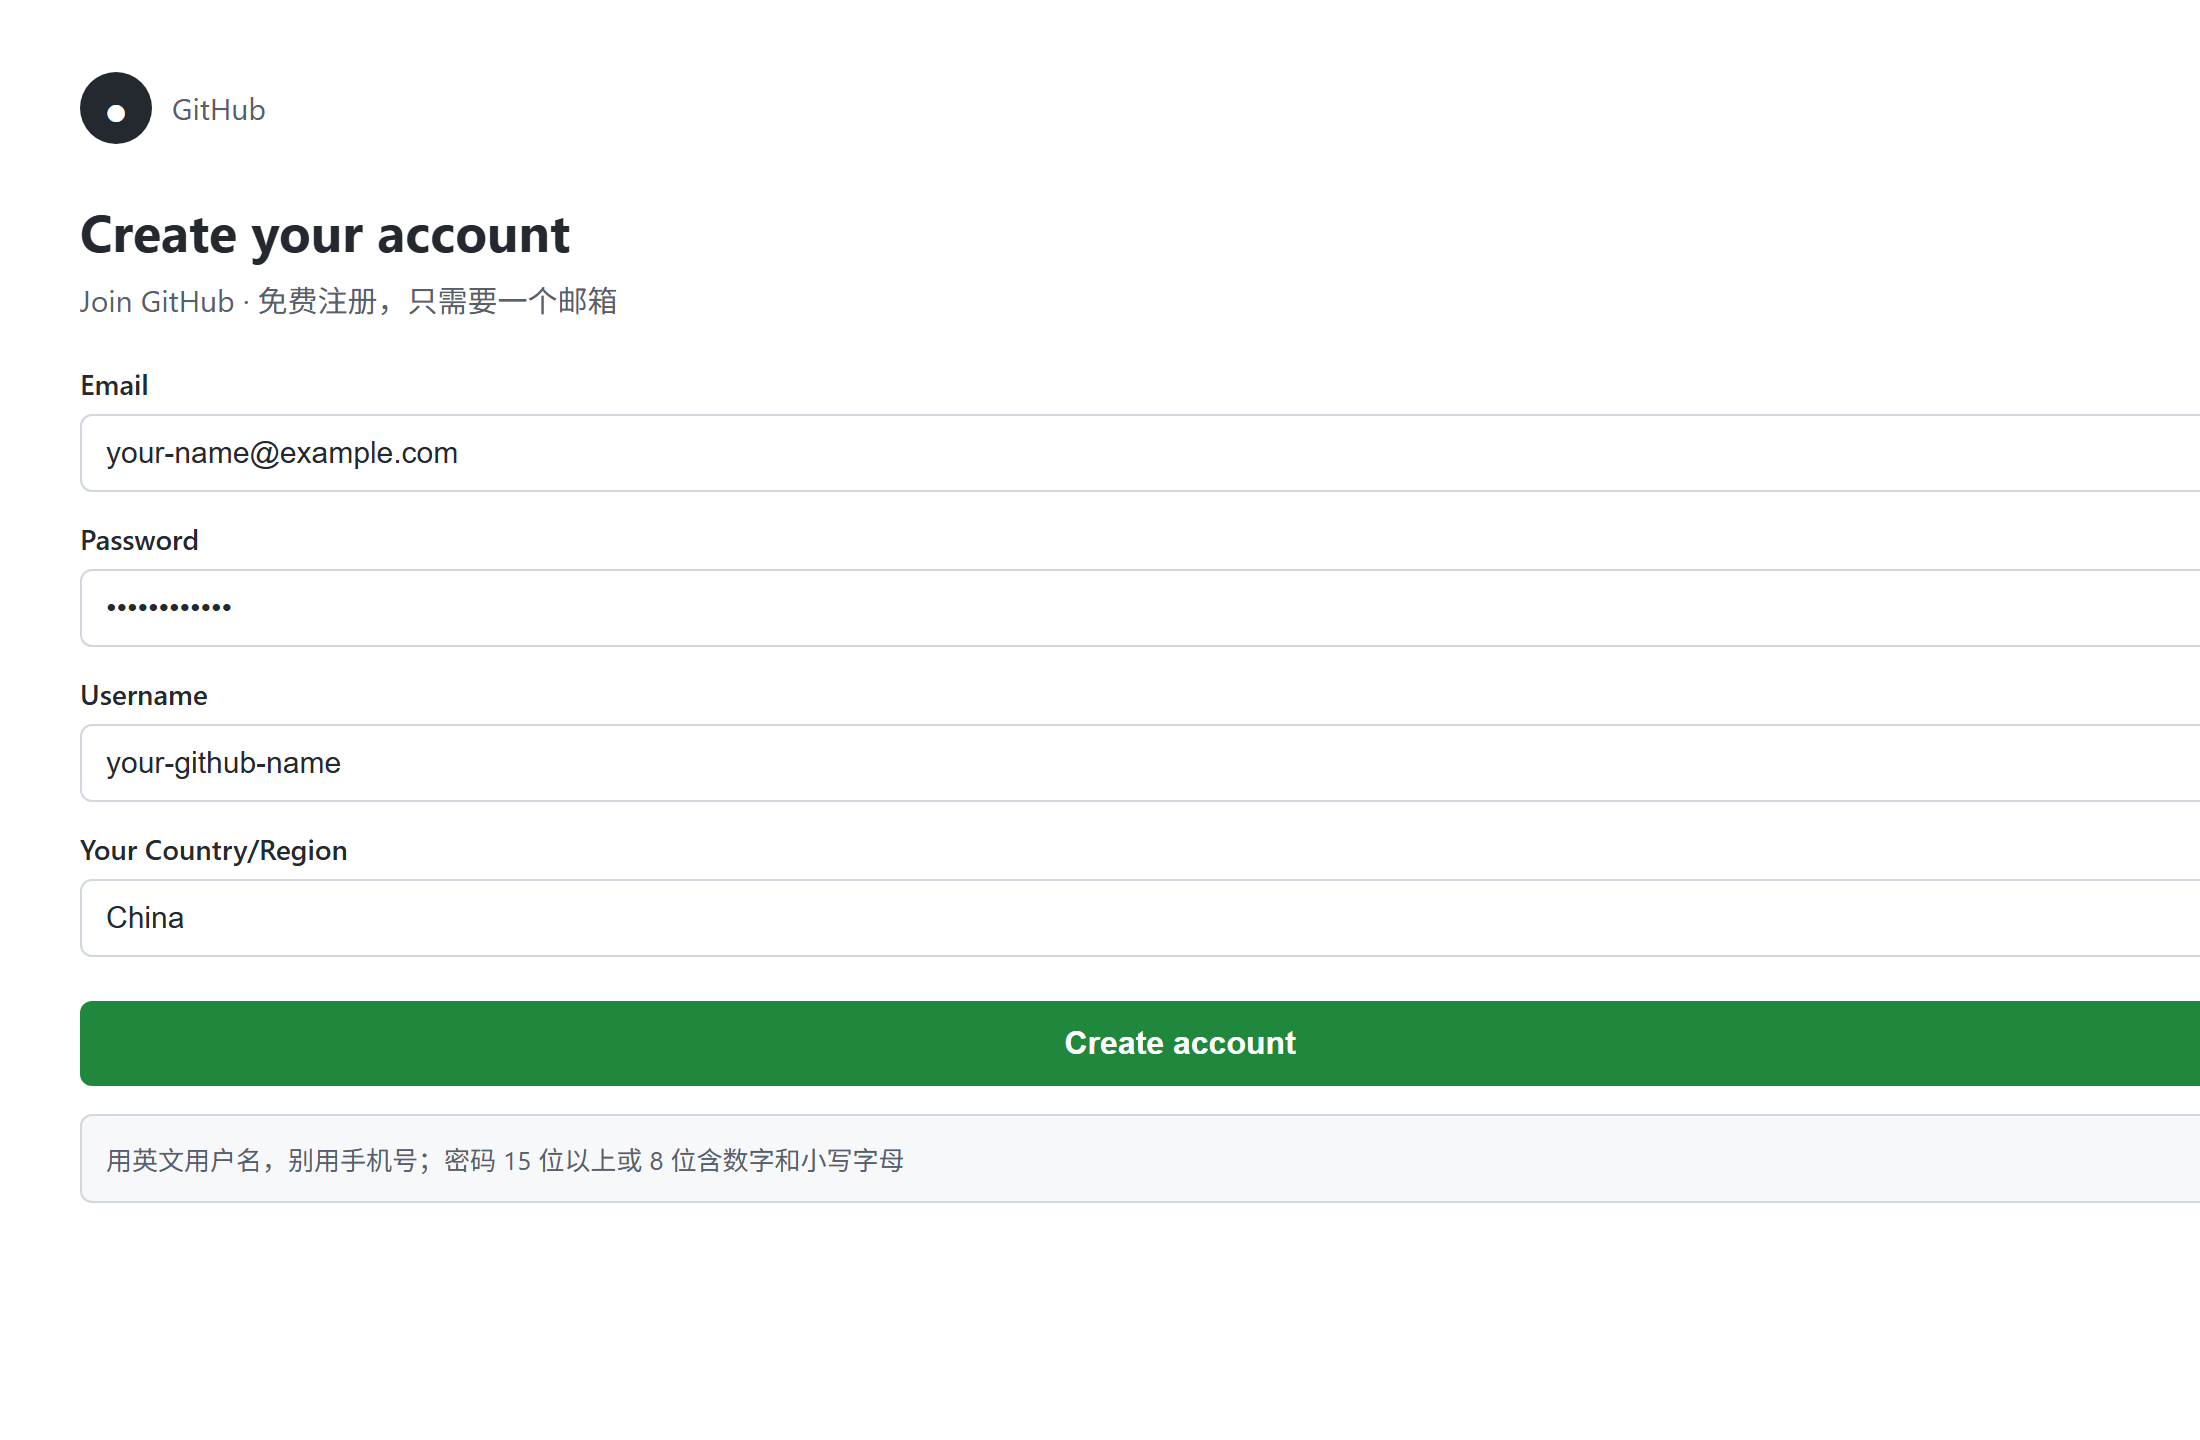 GitHub
Create your account
Join GitHub · 免费注册，只需要一个邮箱
Email
your-name@example.com
Password
••••••••••••
Username
your-github-name
Your Country/Region
China
Create account
用英文用户名，别用手机号；密码 15 位以上或 8 位含数字和小写字母